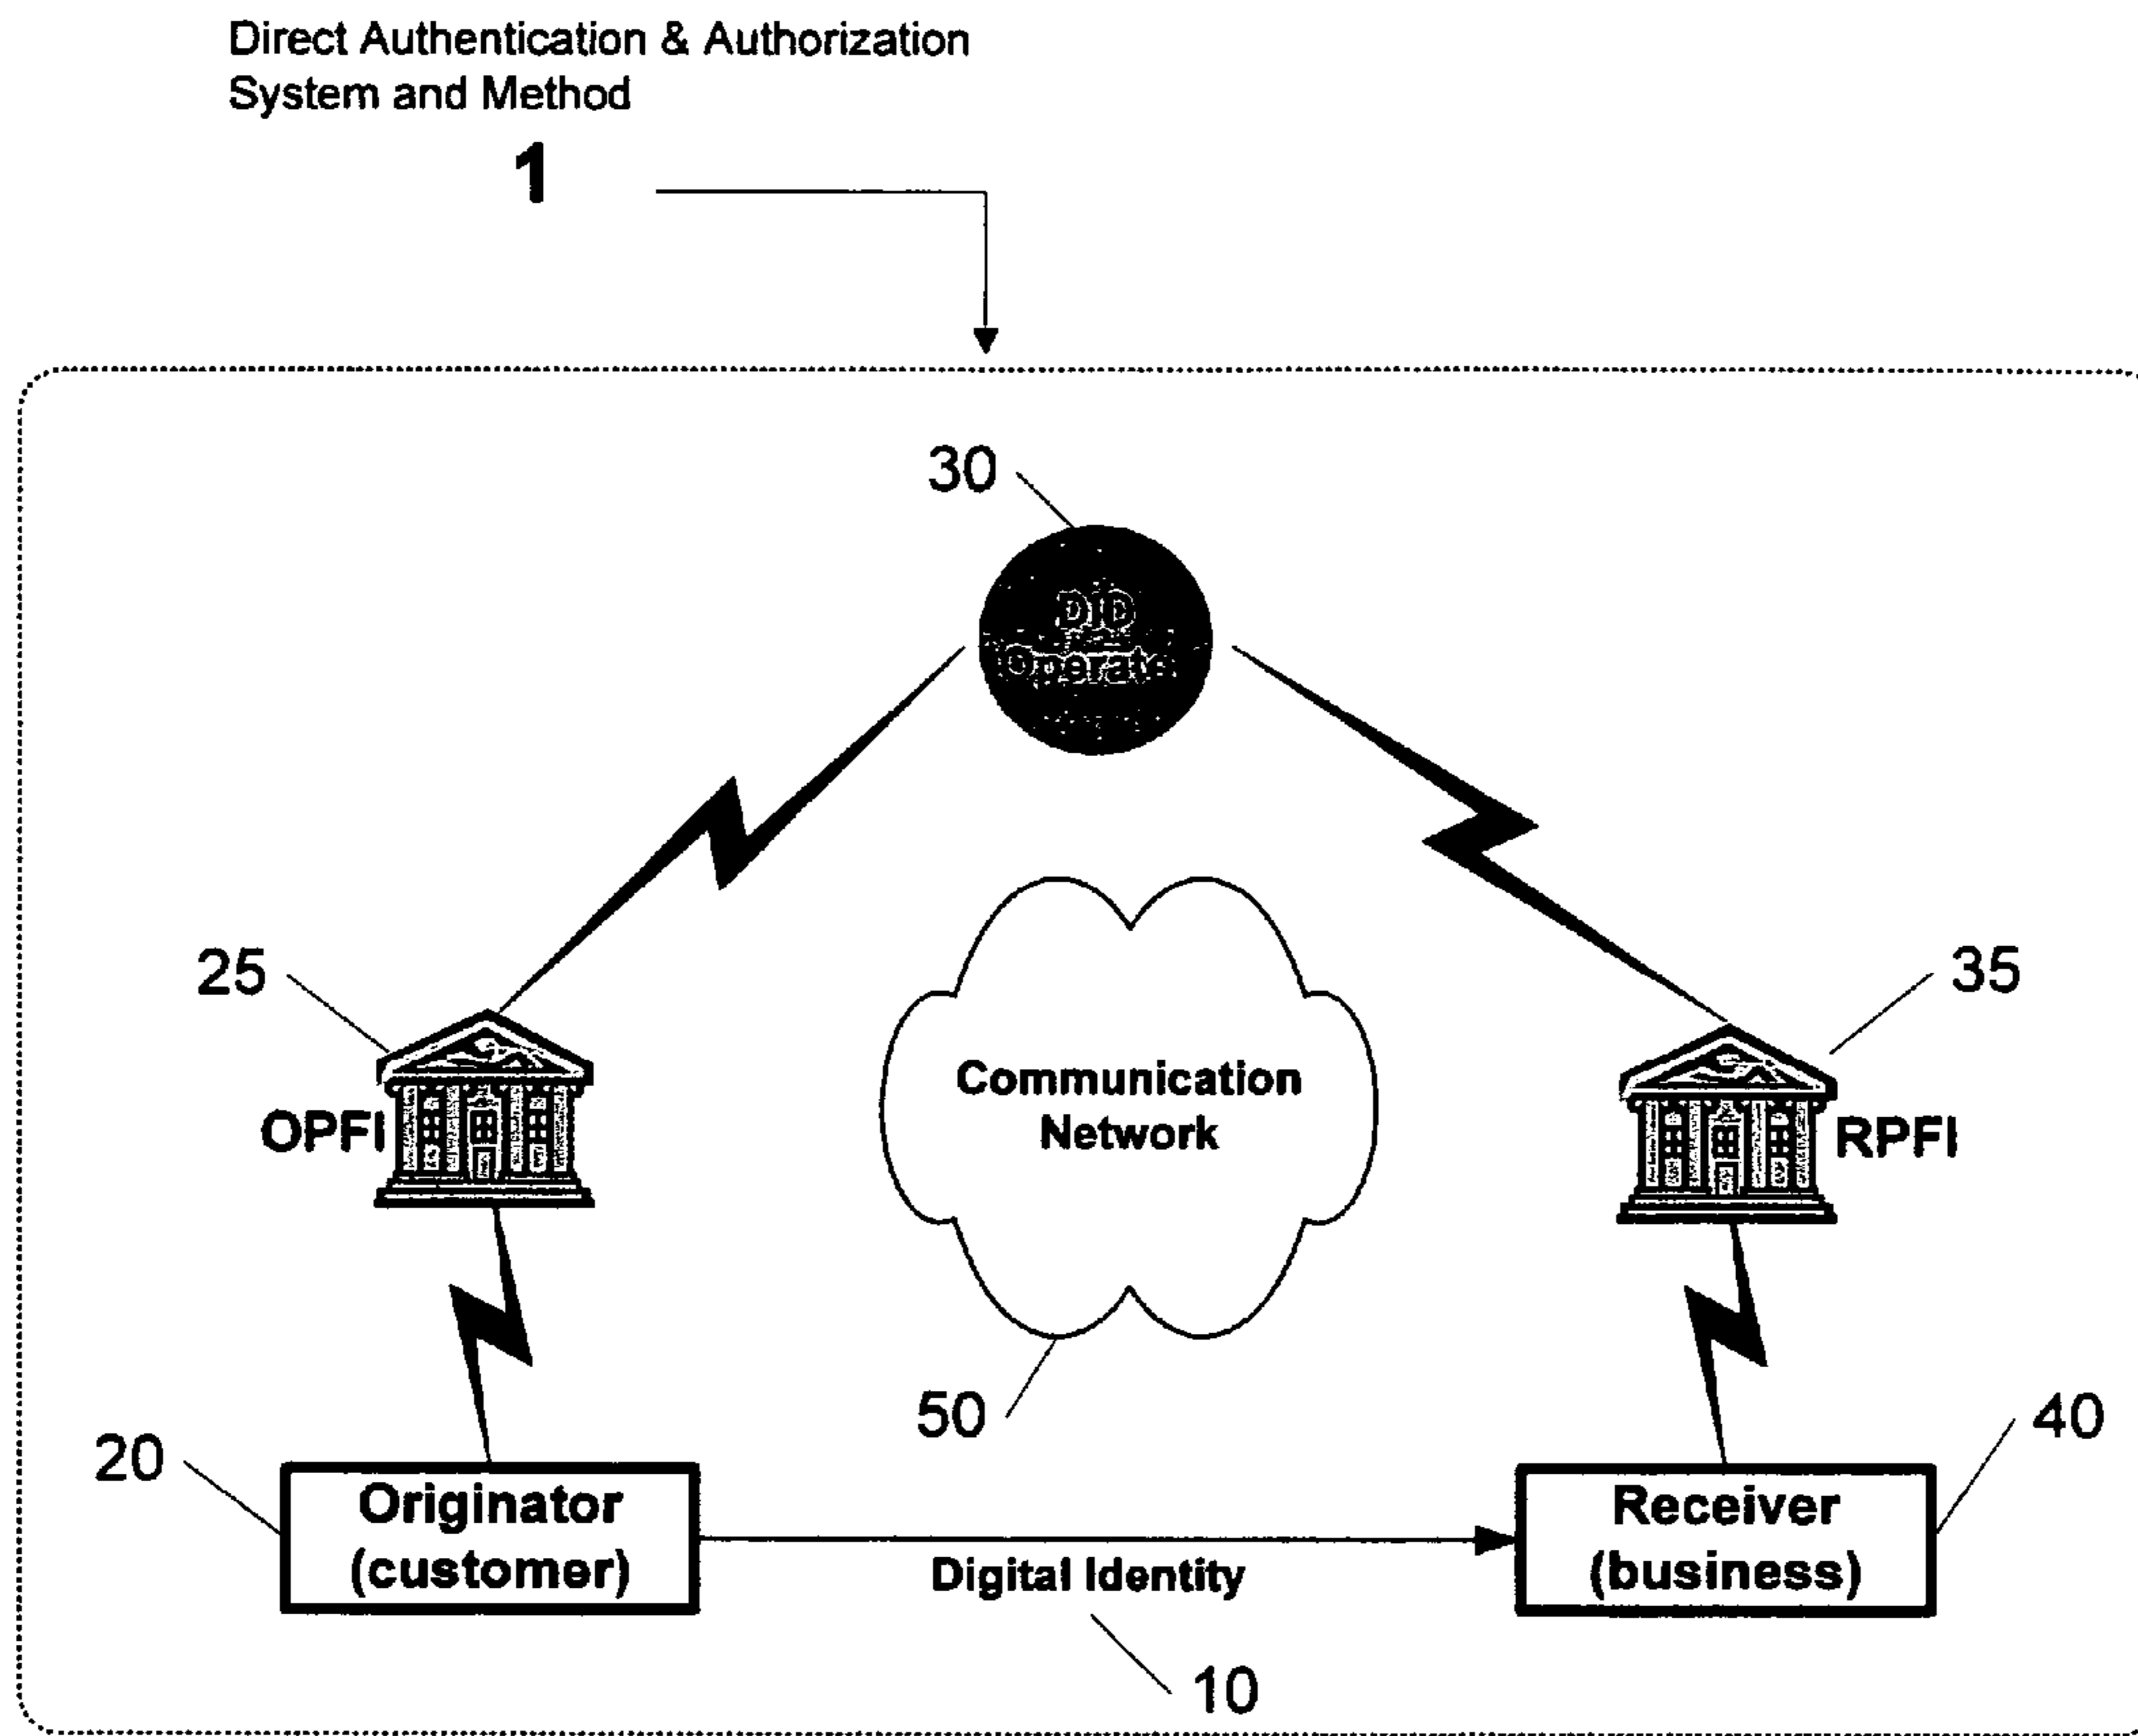 Direct Authentication & Authorization
System and Method
1
30
DID
25
35
Communication
Network
OPFI
RPFI
50
20
40
Originator
(customer)
Receiver
(business)
Digital Identity
10